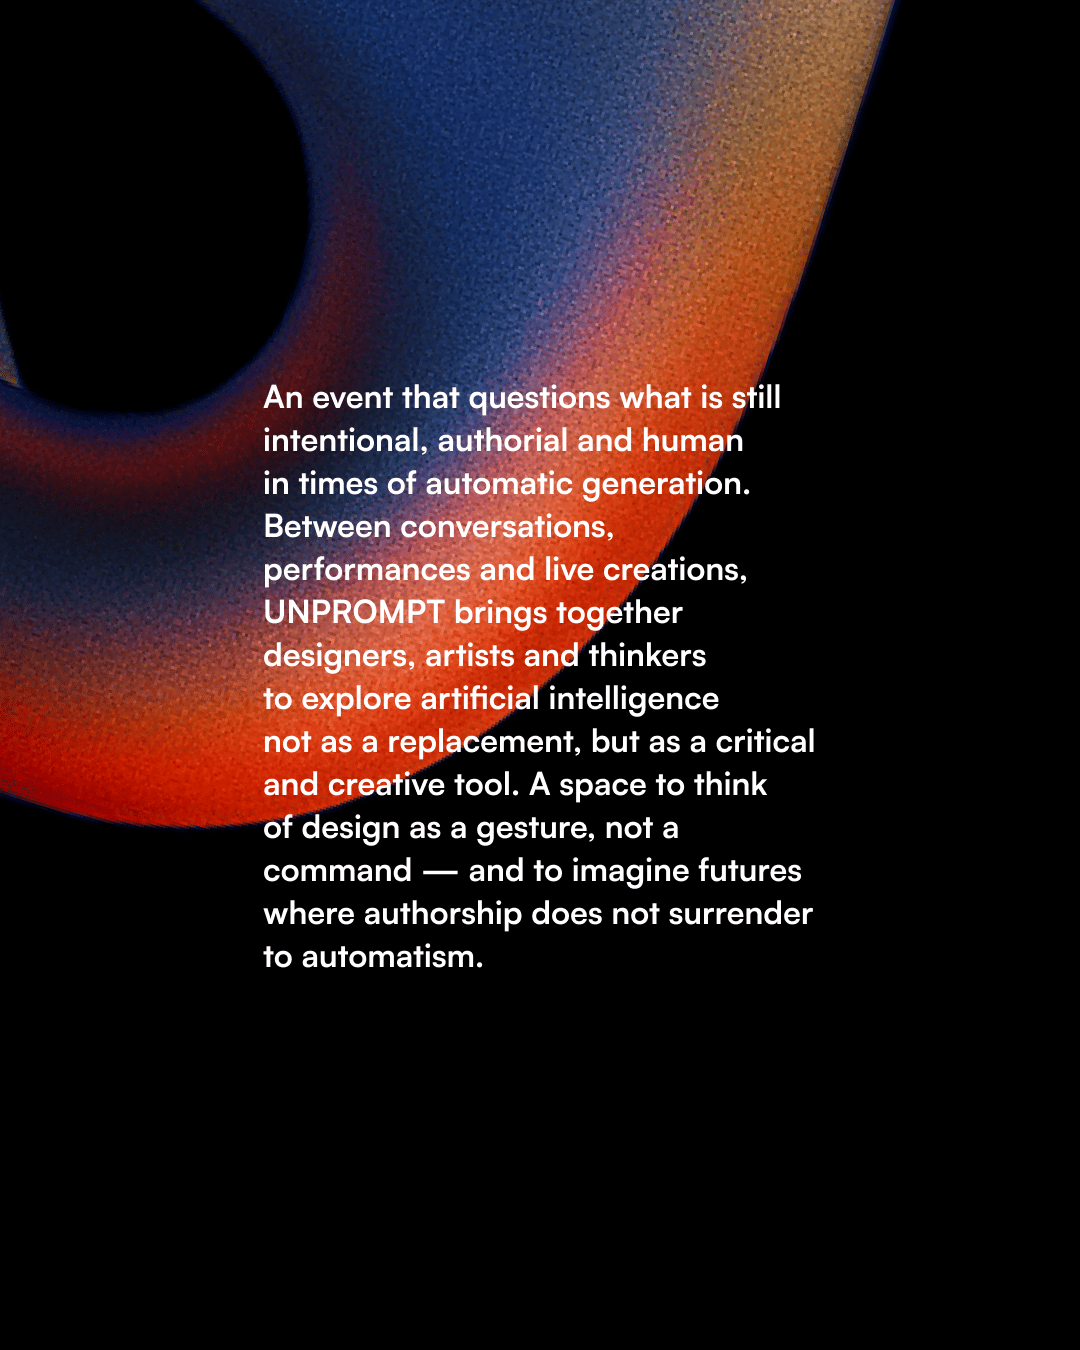 An event that questions what is still
intentional, authorial and human
in times of automatic generation.
Between conversations,
performances and live creations,
UNPROMPT brings together
designers, artists and thinkers
to explore artificial intelligence
not as a replacement, but as a critical
and creative tool. A space to think
of design as a gesture, not a
command — and to imagine futures
where authorship does not surrender
to automatism.